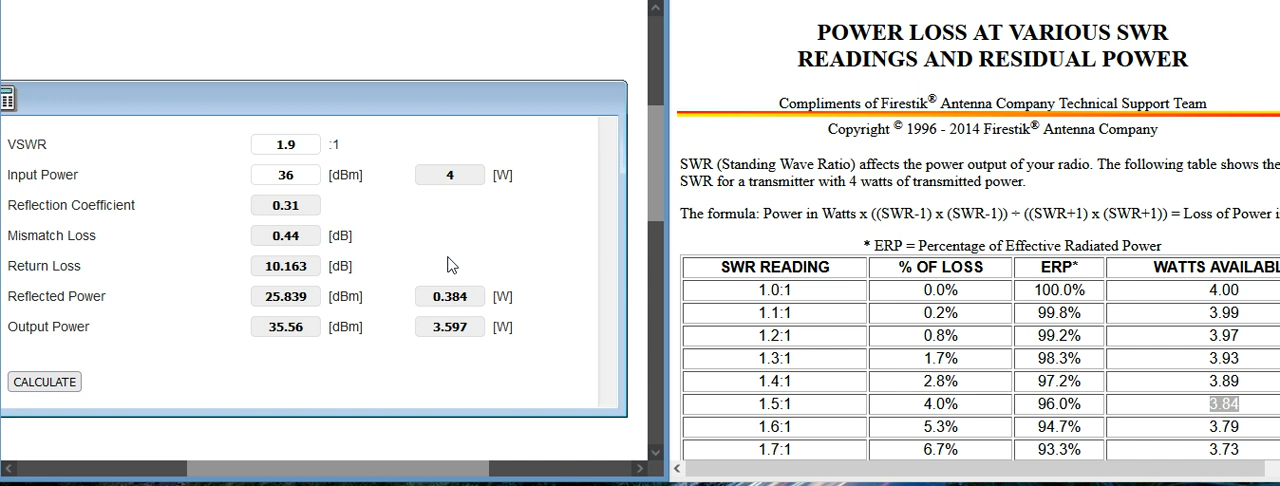 VSWR 1.9 :1
Input Power 36 [dBm] 4 [W]
Reflection Coefficient 0.31
Mismatch Loss 0.44 [dB]
Return Loss 10.163 [dB]
Reflected Power 25.839 [dBm] 0.384 [W]
Output Power 35.56 [dBm] 3.597 [W]
CALCULATE
POWER LOSS AT VARIOUS SWR
READINGS AND RESIDUAL POWER
Compliments of Firestik® Antenna Company Technical Support Team
Copyright © 1996 - 2014 Firestik® Antenna Company
SWR (Standing Wave Ratio) affects the power output of your radio. The following table shows the
SWR for a transmitter with 4 watts of transmitted power.
The formula: Power in Watts x ((SWR-1) x (SWR-1)) ÷ ((SWR+1) x (SWR+1)) = Loss of Power i
* ERP = Percentage of Effective Radiated Power
SWR READING % OF LOSS ERP* WATTS AVAILABL
1.0:1 0.0% 100.0% 4.00
1.1:1 0.2% 99.8% 3.99
1.2:1 0.8% 99.2% 3.97
1.3:1 1.7% 98.3% 3.93
1.4:1 2.8% 97.2% 3.89
1.5:1 4.0% 96.0% 3.84
1.6:1 5.3% 94.7% 3.79
1.7:1 6.7% 93.3% 3.73